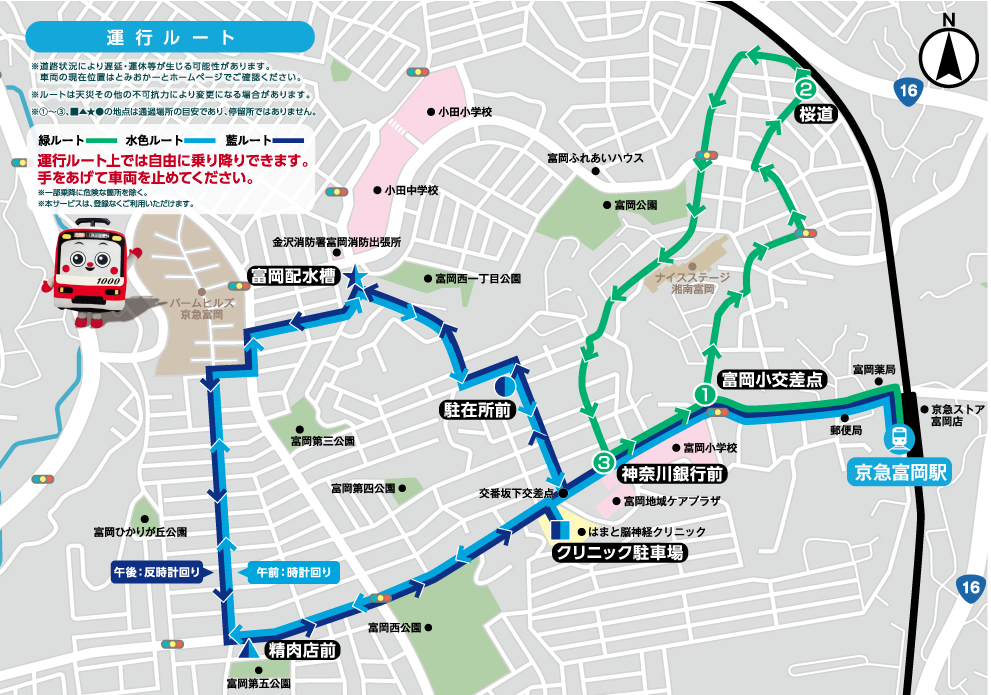 運行ルート
※道路状況により遅延・運休等が生じる可能性があります。
車両の現在位置はとみおかーとホームページでご確認ください。
※ルートは天災その他の不可抗力により変更になる場合があります。
※①〜③、■▲★●の地点は通過場所の目安であり、停留所ではありません。
緑ルート 水色ルート 藍ルート
運行ルート上では自由に乗り降りできます。
手をあげて車両を止めてください。
※一部乗降に危険な箇所を除く。
※本サービスは、登録なくご利用いただけます。
N
16
②
桜道
小田小学校
富岡ふれあいハウス
小田中学校
富岡公園
金沢消防署富岡消防出張所
富岡配水槽
富岡西一丁目公園
ナイスステージ
湘南富岡
1000
パームヒルズ
京急富岡
駐在所前
①
富岡小交差点
富岡薬局
京急ストア
富岡店
郵便局
京急富岡駅
富岡第三公園
③
神奈川銀行前
富岡小学校
富岡第四公園
交番坂下交差点
富岡地域ケアプラザ
富岡ひかりが丘公園
はまと脳神経クリニック
クリニック駐車場
午後：反時計回り
午前：時計回り
16
富岡西公園
精肉店前
富岡第五公園